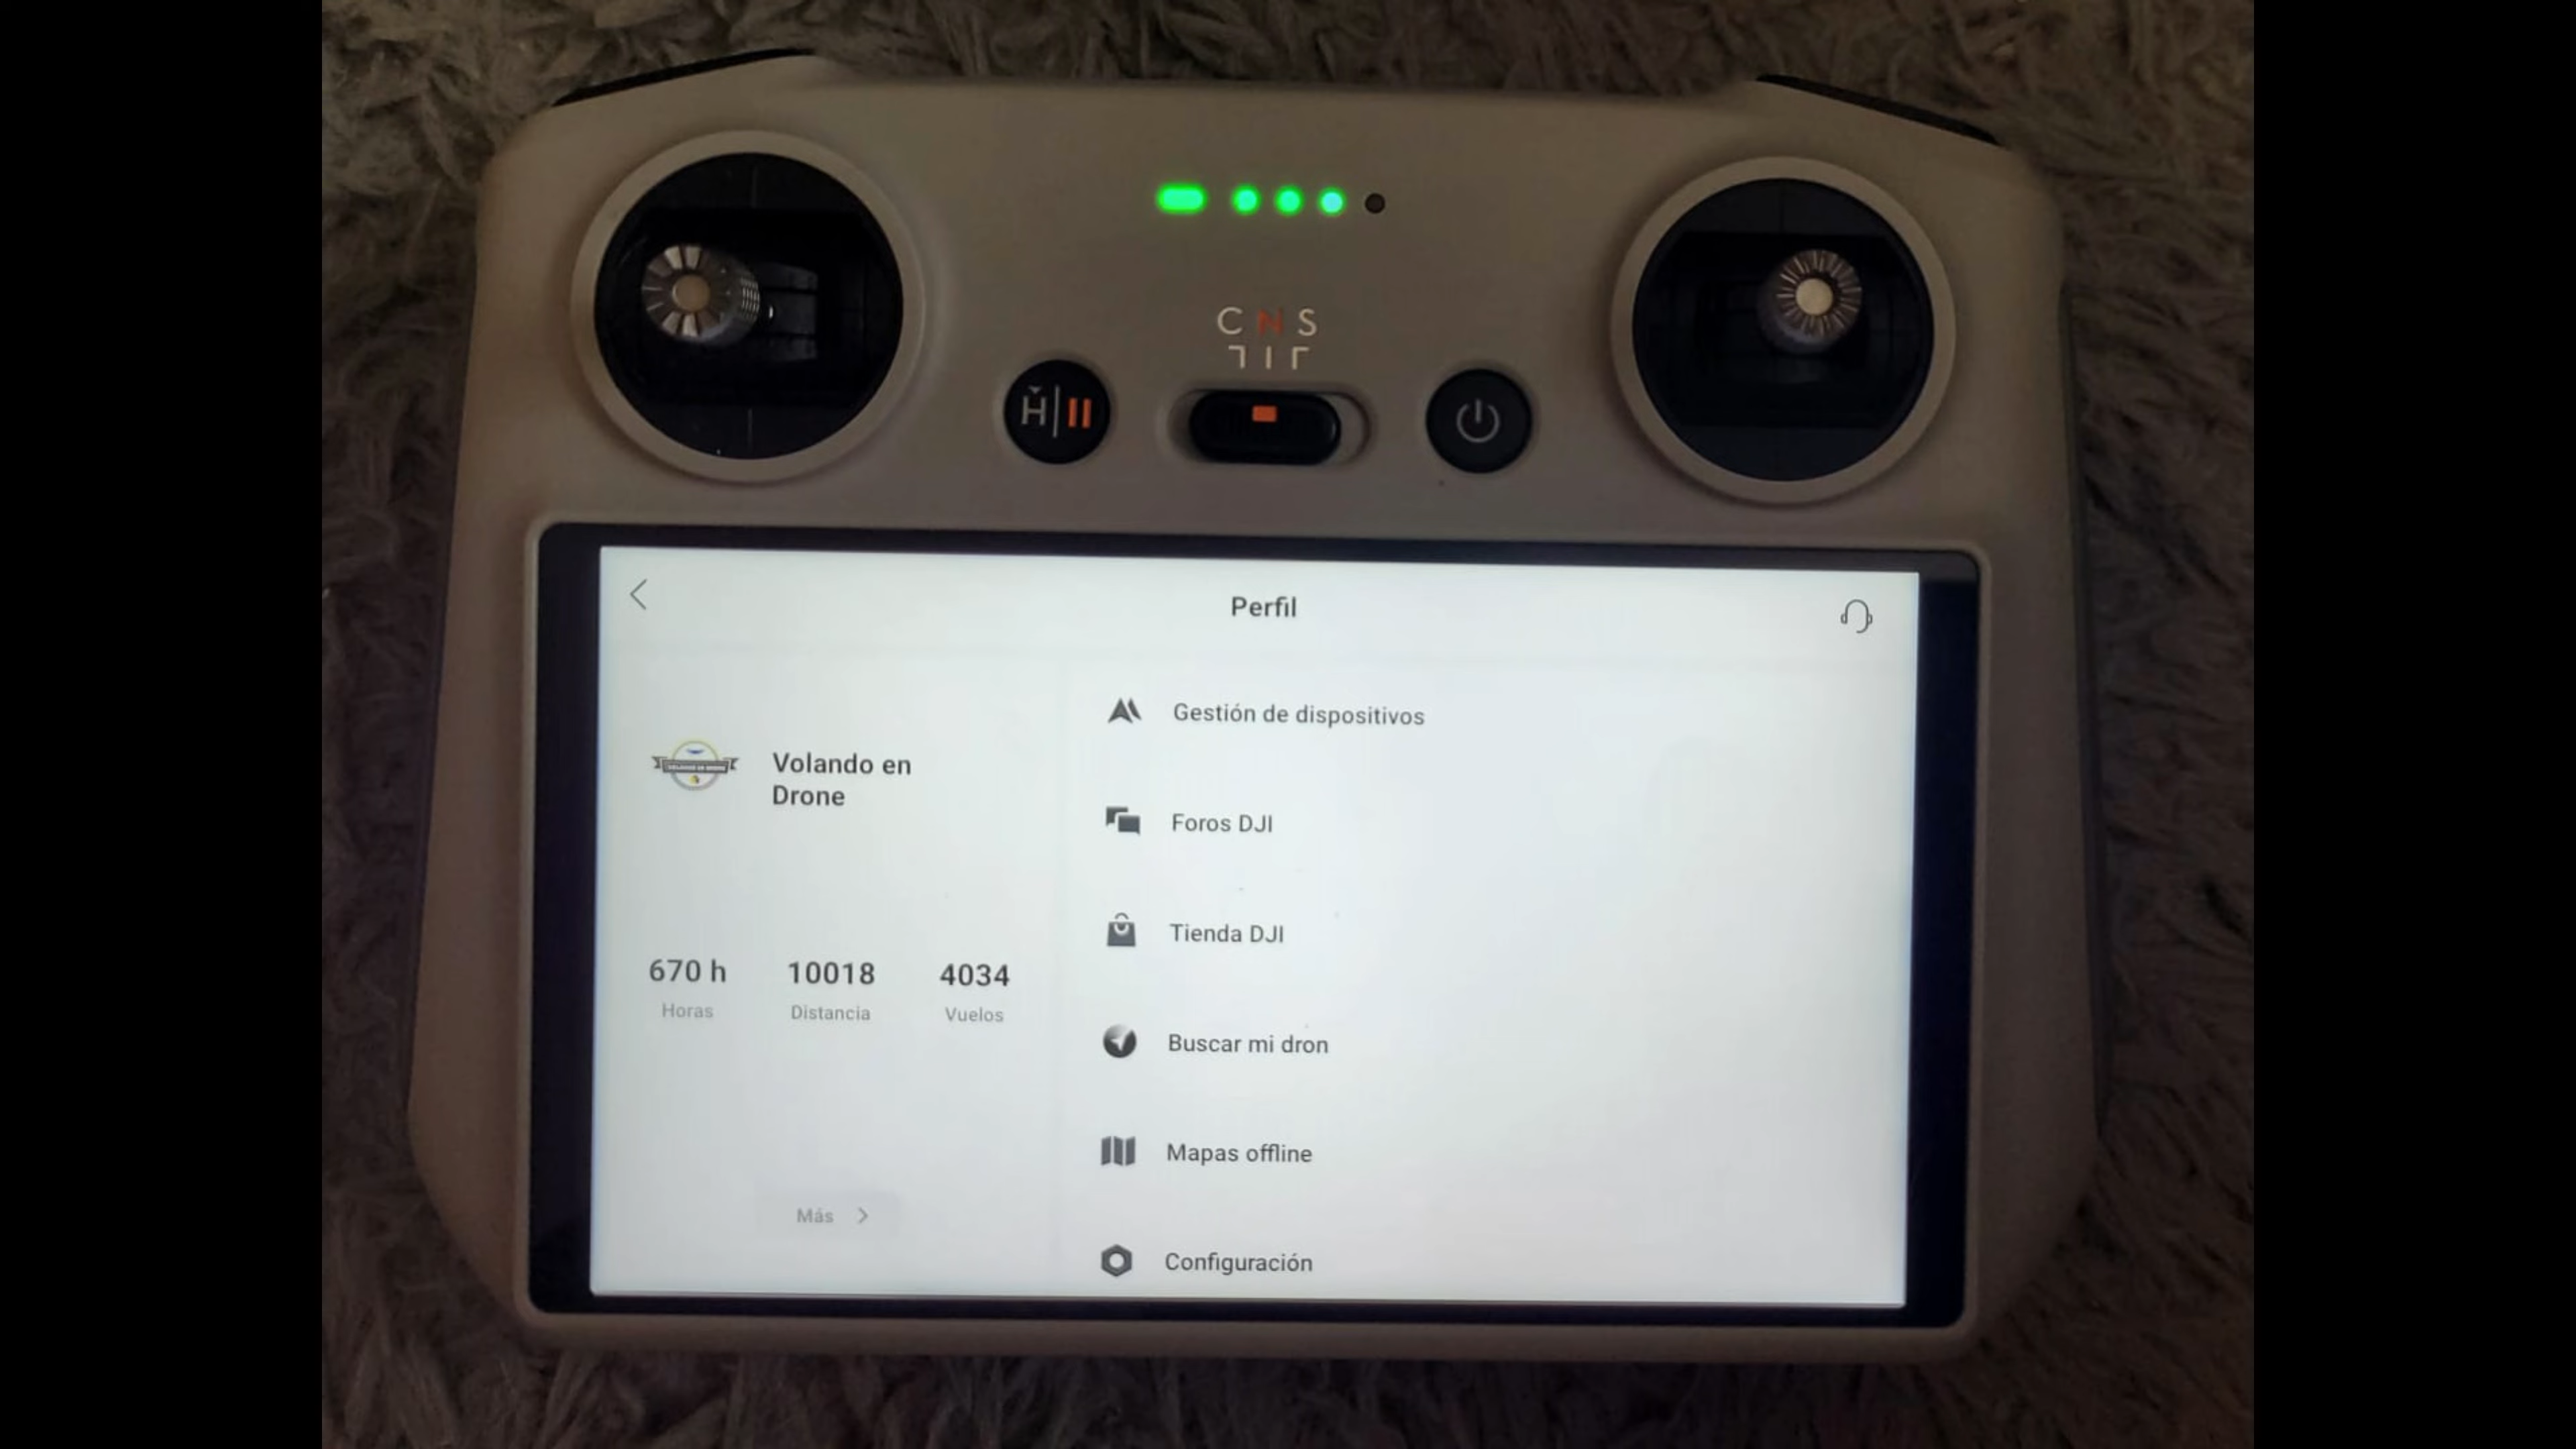 C N S
H
Perfil
Volando en
Drone
670 h
Horas
10018
Distancia
4034
Vuelos
Más
Gestión de dispositivos
Foros DJI
Tienda DJI
Buscar mi dron
Mapas offline
Configuración